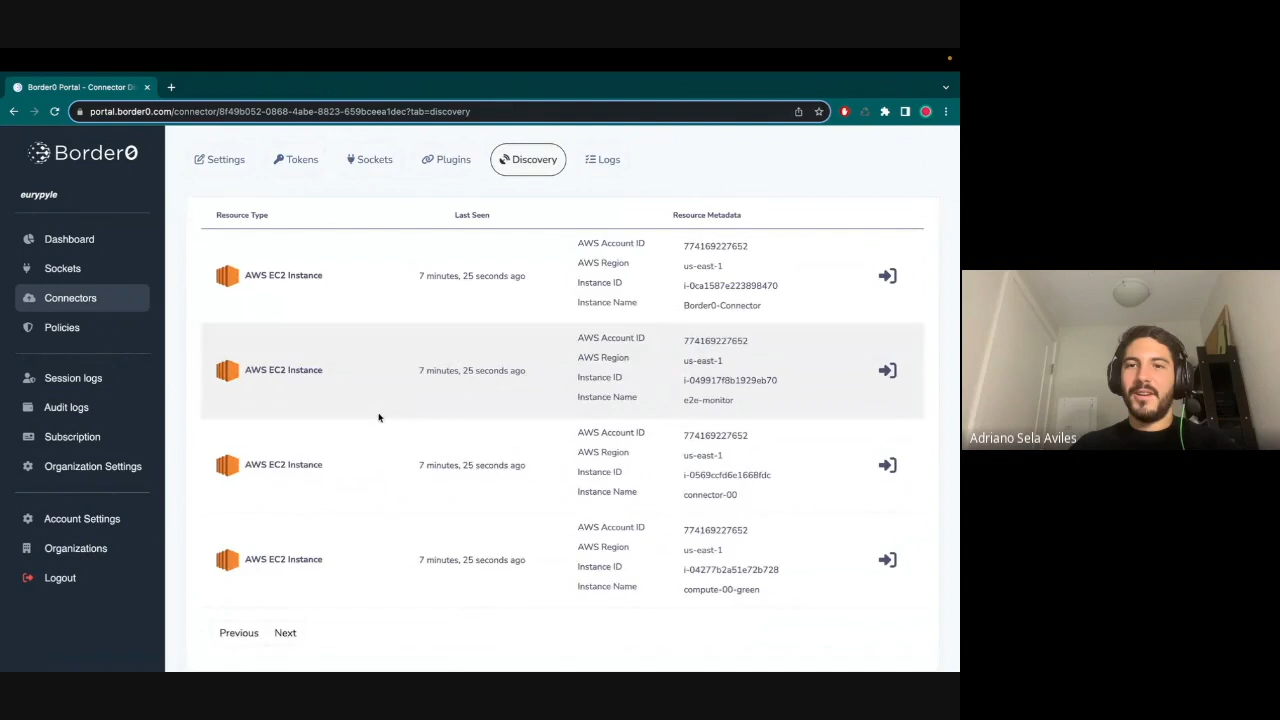 Border0 Portal - Connector D
portal.border0.com/connector/8f49b052-0868-4abe-8823-659bceea1dec?tab=discovery
Border0
eurypyle
Dashboard
Sockets
Connectors
Policies
Session logs
Audit logs
Subscription
Organization Settings
Account Settings
Organizations
Logout
Settings
Tokens
Sockets
Plugins
Discovery
Logs
Resource Type
Last Seen
Resource Metadata
AWS EC2 Instance
7 minutes, 25 seconds ago
AWS Account ID 774169227652
AWS Region us-east-1
Instance ID i-0ca1587e223898470
Instance Name Border0-Connector
AWS EC2 Instance
7 minutes, 25 seconds ago
AWS Account ID 774169227652
AWS Region us-east-1
Instance ID i-049917f8b1929eb70
Instance Name e2e-monitor
AWS EC2 Instance
7 minutes, 25 seconds ago
AWS Account ID 774169227652
AWS Region us-east-1
Instance ID i-0569ccfd6e1668fdc
Instance Name connector-00
AWS EC2 Instance
7 minutes, 25 seconds ago
AWS Account ID 774169227652
AWS Region us-east-1
Instance ID i-04277b2a51e72b728
Instance Name compute-00-green
Previous
Next
Adriano Sela Aviles